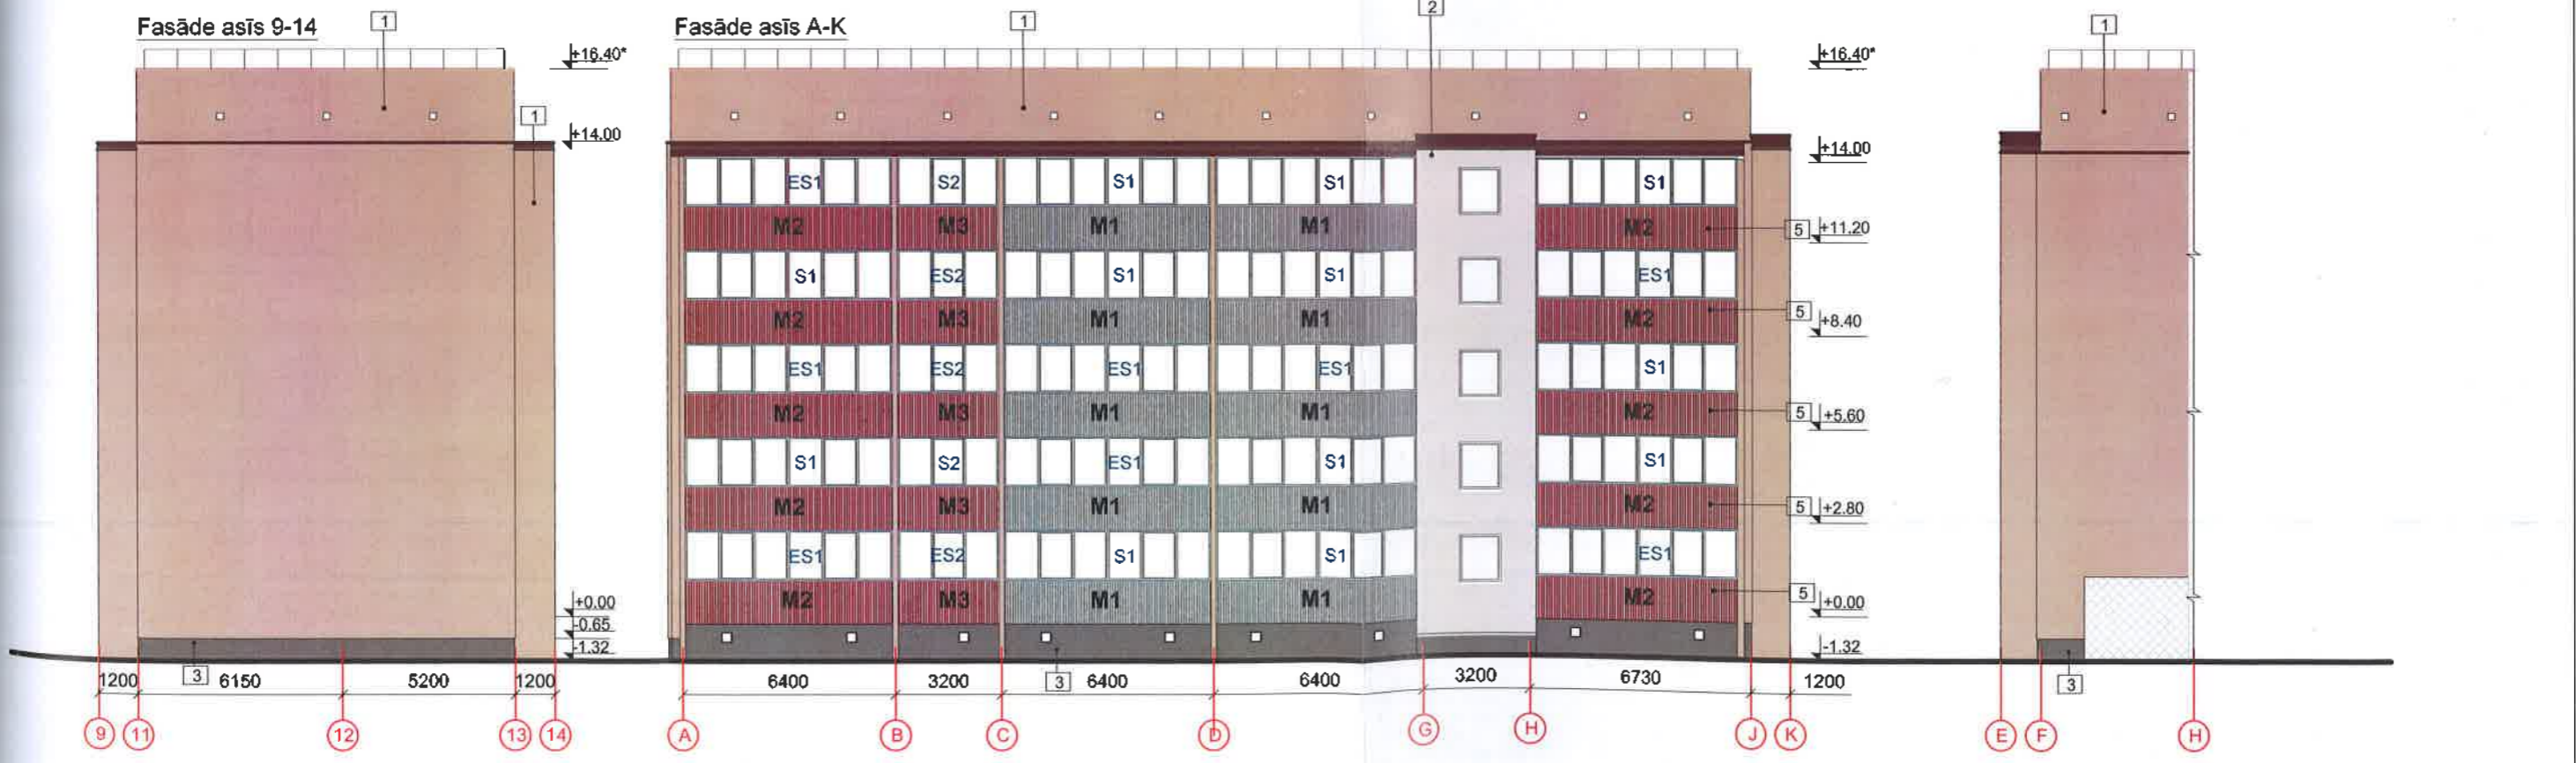 2
Fasāde asīs 9-14
1
Fasāde asīs A-K
1
1
+16.40*
+16.40*
1
+14.00
+14.00
ES1 S2 S1 S1 S1
M2 M3 M1 M1 M2 5 +11.20
S1 ES2 S1 S1 ES1
M2 M3 M1 M1 M2 5 +8.40
ES1 ES2 ES1 ES1 S1
M2 M3 M1 M1 M2 5 +5.60
S1 S2 ES1 S1 S1
M2 M3 M1 M1 M2 5 +2.80
ES1 ES2 S1 S1 ES1
M2 M3 M1 M1 M2 5 +0.00
+0.00
-0.65
-1.32
-1.32
1200 3 6150 5200 1200
6400 3200 3 6400 6400 3200 6730 1200
3
9 11 12 13 14 A B C D G H J K E F H